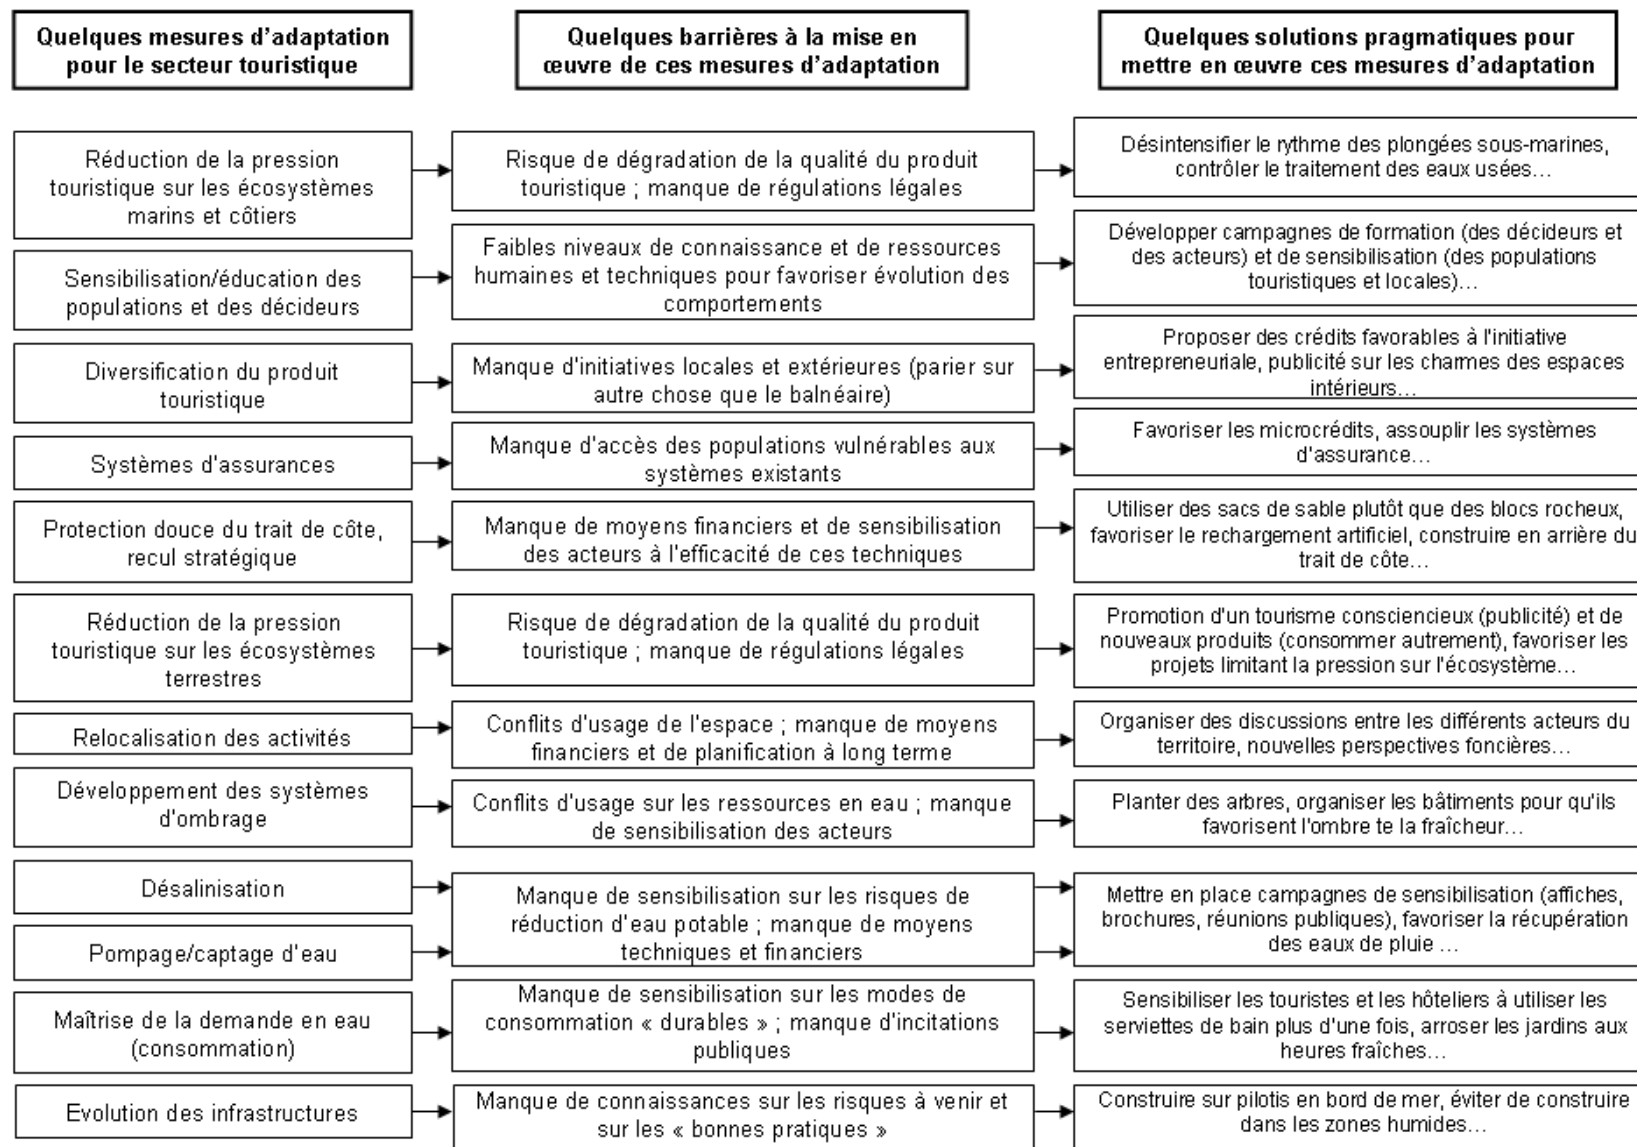 Quelques mesures d'adaptation
pour le secteur touristique
Quelques barrières à la mise en
œuvre de ces mesures d'adaptation
Quelques solutions pragmatiques pour
mettre en œuvre ces mesures d'adaptation
Réduction de la pression
touristique sur les écosystèmes
marins et côtiers
Risque de dégradation de la qualité du produit
touristique ; manque de régulations légales
Désintensifier le rythme des plongées sous-marines,
contrôler le traitement des eaux usées…
Sensibilisation/éducation des
populations et des décideurs
Faibles niveaux de connaissance et de ressources
humaines et techniques pour favoriser évolution des
comportements
Développer campagnes de formation (des décideurs et
des acteurs) et de sensibilisation (des populations
touristiques et locales)…
Diversification du produit
touristique
Manque d'initiatives locales et extérieures (parier sur
autre chose que le balnéaire)
Proposer des crédits favorables à l'initiative
entrepreneuriale, publicité sur les charmes des espaces
intérieurs…
Systèmes d'assurances
Manque d'accès des populations vulnérables aux
systèmes existants
Favoriser les microcrédits, assouplir les systèmes
d'assurance…
Protection douce du trait de côte,
recul stratégique
Manque de moyens financiers et de sensibilisation
des acteurs à l'efficacité de ces techniques
Utiliser des sacs de sable plutôt que des blocs rocheux,
favoriser le rechargement artificiel, construire en arrière du
trait de côte…
Réduction de la pression
touristique sur les écosystèmes
terrestres
Risque de dégradation de la qualité du produit
touristique ; manque de régulations légales
Promotion d'un tourisme consciencieux (publicité) et de
nouveaux produits (consommer autrement), favoriser les
projets limitant la pression sur l'écosystème…
Relocalisation des activités
Conflits d'usage de l'espace ; manque de moyens
financiers et de planification à long terme
Organiser des discussions entre les différents acteurs du
territoire, nouvelles perspectives foncières…
Développement des systèmes
d'ombrage
Conflits d'usage sur les ressources en eau ; manque
de sensibilisation des acteurs
Planter des arbres, organiser les bâtiments pour qu'ils
favorisent l'ombre te la fraîcheur…
Désalinisation
Pompage/captage d'eau
Manque de sensibilisation sur les risques de
réduction d'eau potable ; manque de moyens
techniques et financiers
Mettre en place campagnes de sensibilisation (affiches,
brochures, réunions publiques), favoriser la récupération
des eaux de pluie …
Maîtrise de la demande en eau
(consommation)
Manque de sensibilisation sur les modes de
consommation « durables » ; manque d'incitations
publiques
Sensibiliser les touristes et les hôteliers à utiliser les
serviettes de bain plus d'une fois, arroser les jardins aux
heures fraîches…
Evolution des infrastructures
Manque de connaissances sur les risques à venir et
sur les « bonnes pratiques »
Construire sur pilotis en bord de mer, éviter de construire
dans les zones humides…